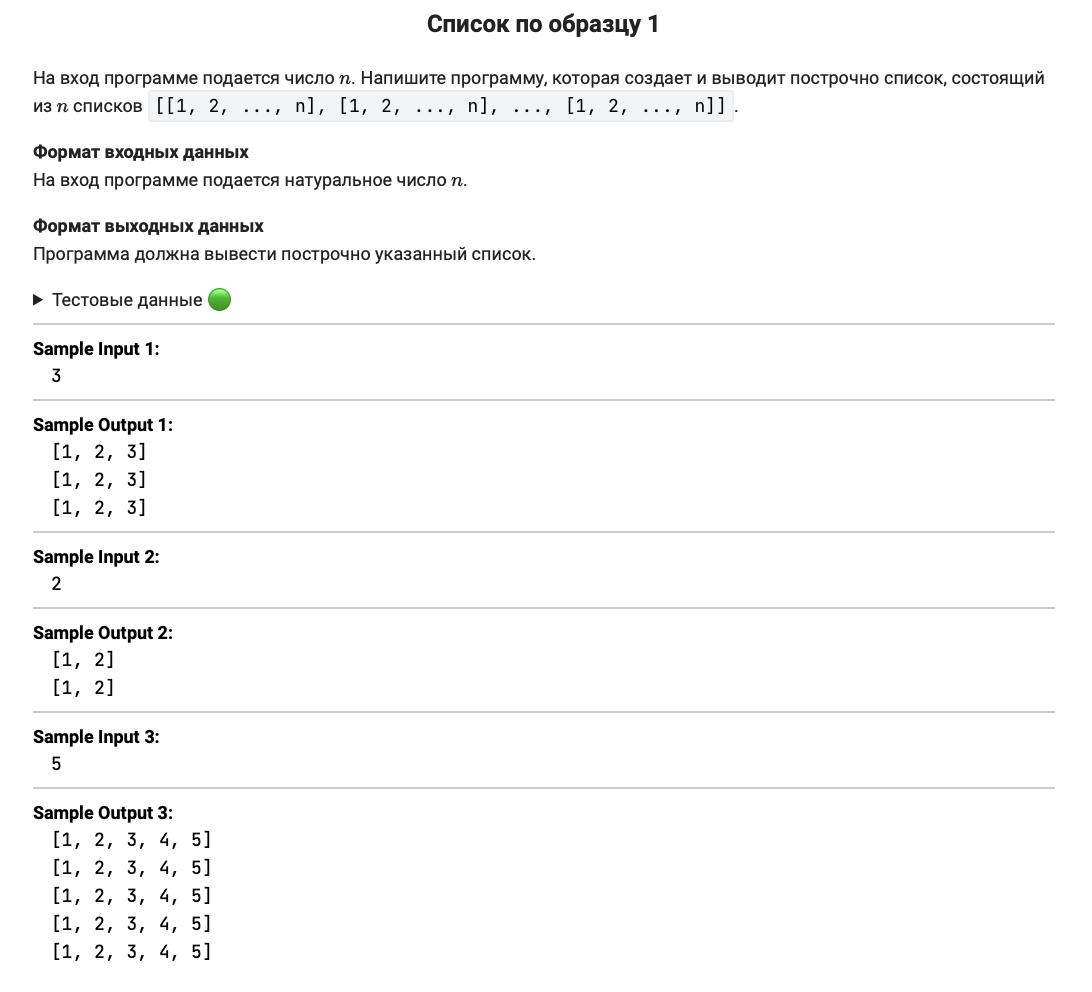 Список по образцу 1
На вход программе подается число n. Напишите программу, которая создает и выводит построчно список, состоящий
из n списков [[1, 2, ..., n], [1, 2, ..., n], ..., [1, 2, ..., n]].
Формат входных данных
На вход программе подается натуральное число n.
Формат выходных данных
Программа должна вывести построчно указанный список.
Тестовые данные
Sample Input 1:
3
Sample Output 1:
[1, 2, 3]
[1, 2, 3]
[1, 2, 3]
Sample Input 2:
2
Sample Output 2:
[1, 2]
[1, 2]
Sample Input 3:
5
Sample Output 3:
[1, 2, 3, 4, 5]
[1, 2, 3, 4, 5]
[1, 2, 3, 4, 5]
[1, 2, 3, 4, 5]
[1, 2, 3, 4, 5]